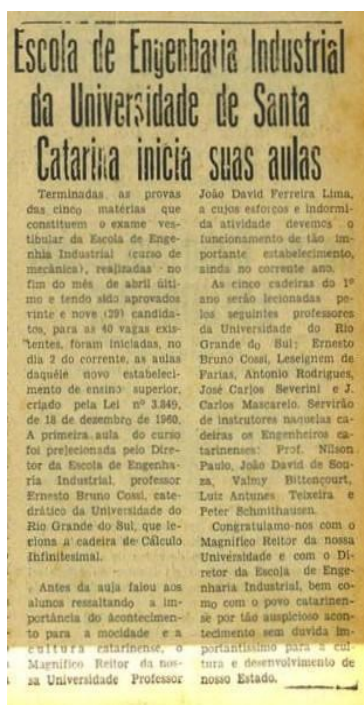 Escola de Engenharia Industrial
da Universidade de Santa
Catarina inicia suas aulas
Terminadas as provas
das cinco matérias que
constituem o exame ves-
tibular da Escola de Enge-
nhia Industrial (curso de
mecânica), realizadas no
fim do mês de abril últi-
mo e tendo sido aprovados
vinte e nove (29) candida-
tos, para as 40 vagas exis-
tentes, foram iniciadas, no
dia 2 do corrente, as aulas
daquéle novo estabeleci-
mento de ensino superior,
criado pela Lei nº 3.849,
de 18 de dezembro de 1960.
A primeira aula do curso
foi prelecionada pelo Dire-
tor da Escola de Engenha-
ria Industrial, professor
Ernesto Bruno Cossi, cate-
drático da Universidade do
Rio Grande do Sul, que le-
ciona a cadeira de Cálculo
Ihfinitesimal.
Antes da auja falou aos
alunos ressaltando a im-
portância do acontecimen-
to para a mocidade e a
cultura catarinense, o
Magnífico Reitor da nos-
sa Universidade Professor
João David Ferreira Lima,
a cujos esforços e indormi-
da atividade devemos o
funcionamento de tão im-
portante estabelecimento,
ainda no corrente ano.
As cinco cadeiras do 1º
ano serão lecionadas pe-
los seguintes professores
da Universidade do Rio
Grande do Sul: Ernesto
Bruno Cossi, Leseignem de
Farias, Antonio Rodrigues,
José Carlos Severini e J.
Carlos Mascarelo. Servirão
de instrutores naquelas ca-
deiras os Engenheiros ca-
tarinenses: Prof. Nilson
Paulo, João David de Sou-
za, Valmy Bittencourt,
Luiz Antunes Teixeira e
Peter Schmithausen.
Congratulamo-nos com o
Magnífico Reitor da nossa
Universidade e com o Di-
retor da Escola de Enge-
nharia Industrial, bem co-
mo com o povo catarinen-
se por tão auspicioso acon-
tecimento sem duvida im-
portantíssimo para a cul-
tura e desenvolvimento de
nosso Estado.